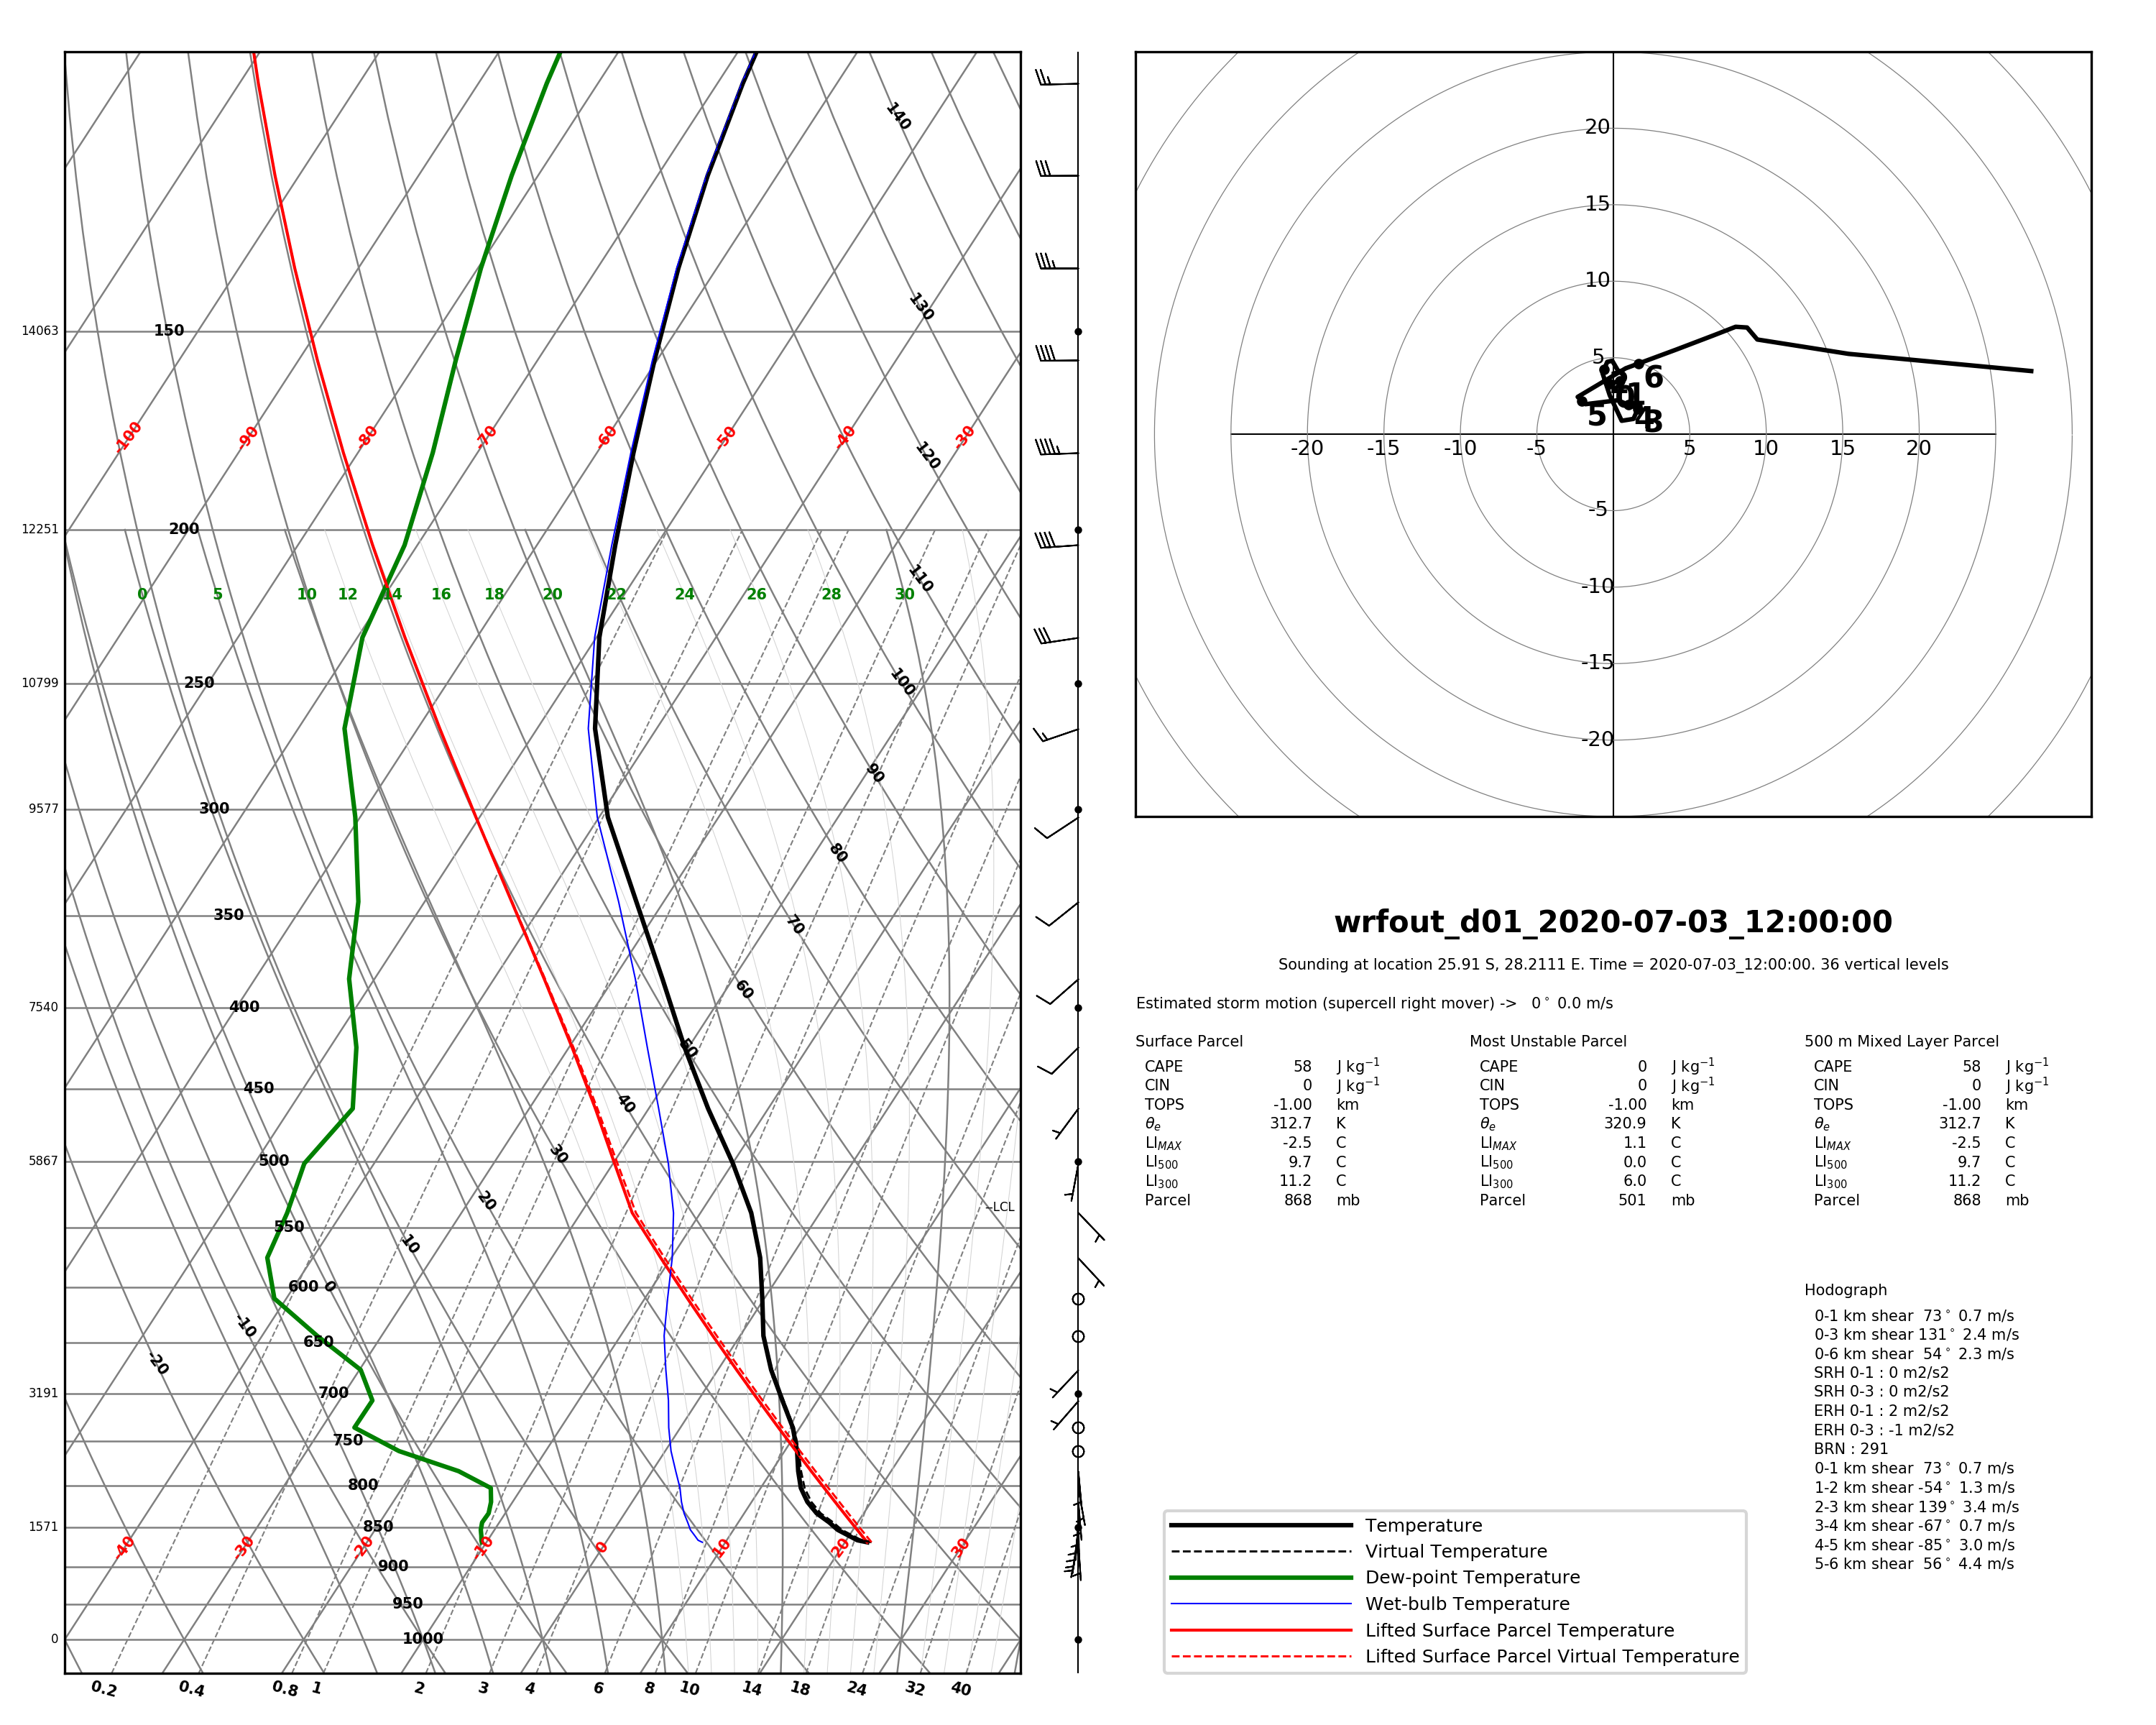 140
130
120
110
100
90
80
70
60
50
40
30
20
10
0
-10
-20
14063 150
-100 -90 -80 -70 -60 -50 -40 -30
12251 200
0 5 10 12 14 16 18 20 22 24 26 28 30
10799 250
9577 300
350
7540 400
450
5867 500
–LCL
550
600
650
3191 700
750
800
1571 850
-40 -30 -20 -10 0 10 20 30
900
950
0 1000
0.2 0.4 0.8 1 2 3 4 6 8 10 14 18 24 32 40
20
15
10
5
-20 -15 -10 -5 5 10 15 20
-5
-10
-15
-20
6
5
3
wrfout_d01_2020-07-03_12:00:00
Sounding at location 25.91 S, 28.2111 E. Time = 2020-07-03_12:00:00. 36 vertical levels
Estimated storm motion (supercell right mover) -> 0° 0.0 m/s
Surface Parcel
CAPE 58 J kg⁻¹
CIN 0 J kg⁻¹
TOPS -1.00 km
θₑ 312.7 K
LI_MAX -2.5 C
LI₅₀₀ 9.7 C
LI₃₀₀ 11.2 C
Parcel 868 mb
Most Unstable Parcel
CAPE 0 J kg⁻¹
CIN 0 J kg⁻¹
TOPS -1.00 km
θₑ 320.9 K
LI_MAX 1.1 C
LI₅₀₀ 0.0 C
LI₃₀₀ 6.0 C
Parcel 501 mb
500 m Mixed Layer Parcel
CAPE 58 J kg⁻¹
CIN 0 J kg⁻¹
TOPS -1.00 km
θₑ 312.7 K
LI_MAX -2.5 C
LI₅₀₀ 9.7 C
LI₃₀₀ 11.2 C
Parcel 868 mb
Hodograph
0-1 km shear 73° 0.7 m/s
0-3 km shear 131° 2.4 m/s
0-6 km shear 54° 2.3 m/s
SRH 0-1 : 0 m2/s2
SRH 0-3 : 0 m2/s2
ERH 0-1 : 2 m2/s2
ERH 0-3 : -1 m2/s2
BRN : 291
0-1 km shear 73° 0.7 m/s
1-2 km shear -54° 1.3 m/s
2-3 km shear 139° 3.4 m/s
3-4 km shear -67° 0.7 m/s
4-5 km shear -85° 3.0 m/s
5-6 km shear 56° 4.4 m/s
Temperature
Virtual Temperature
Dew-point Temperature
Wet-bulb Temperature
Lifted Surface Parcel Temperature
Lifted Surface Parcel Virtual Temperature